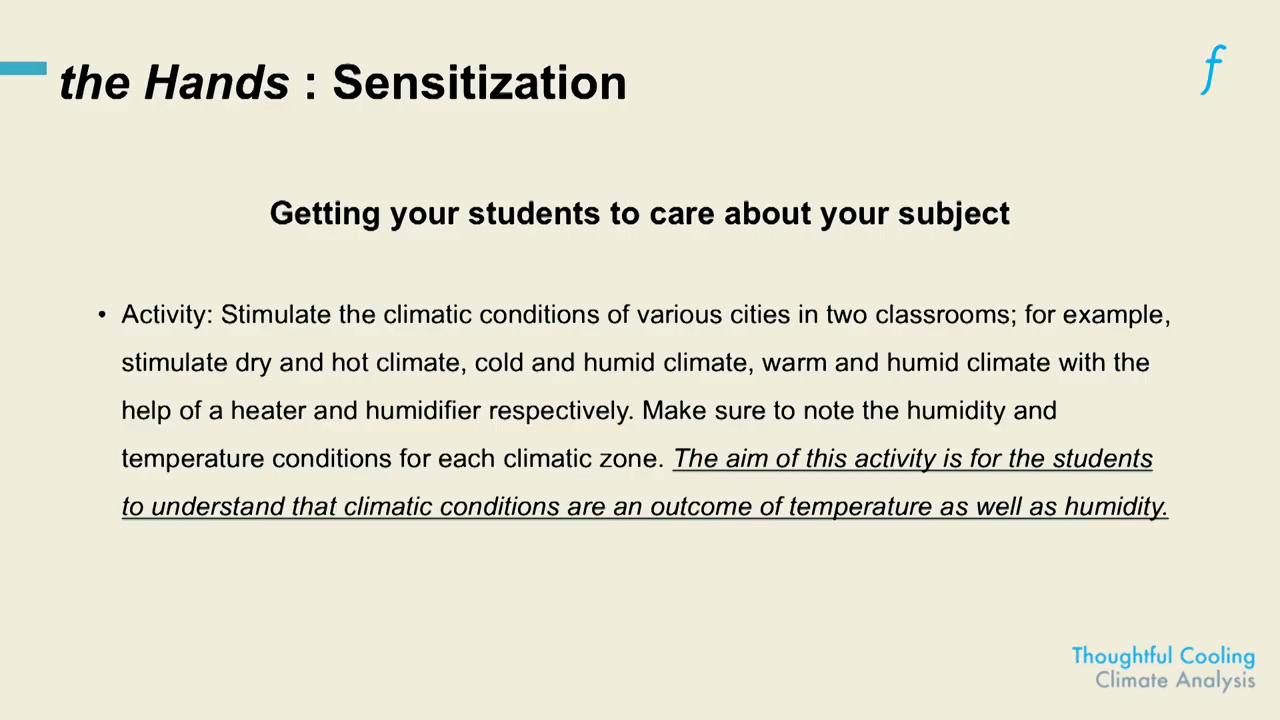 the Hands : Sensitization
f
Getting your students to care about your subject
• Activity: Stimulate the climatic conditions of various cities in two classrooms; for example,
stimulate dry and hot climate, cold and humid climate, warm and humid climate with the
help of a heater and humidifier respectively. Make sure to note the humidity and
temperature conditions for each climatic zone. The aim of this activity is for the students
to understand that climatic conditions are an outcome of temperature as well as humidity.
Thoughtful Cooling
Climate Analysis